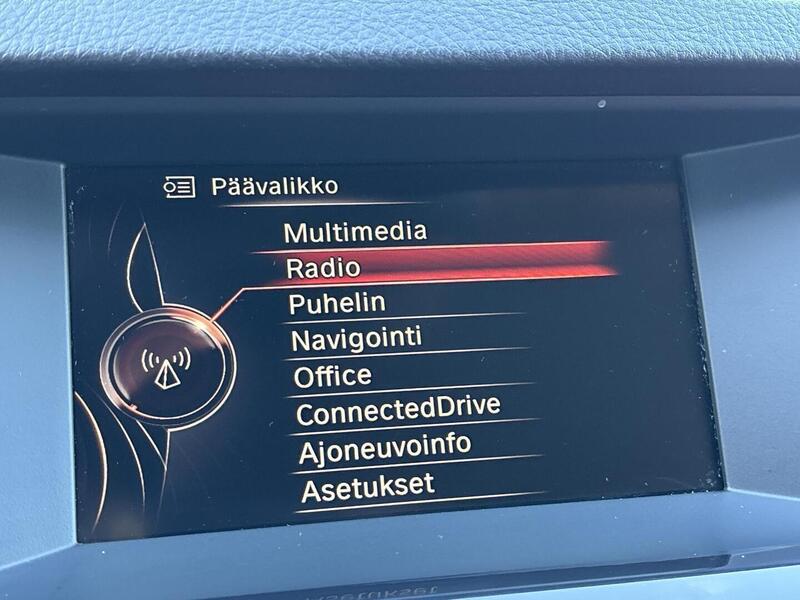 Päävalikko
Multimedia
Radio
Puhelin
Navigointi
Office
ConnectedDrive
Ajoneuvoinfo
Asetukset